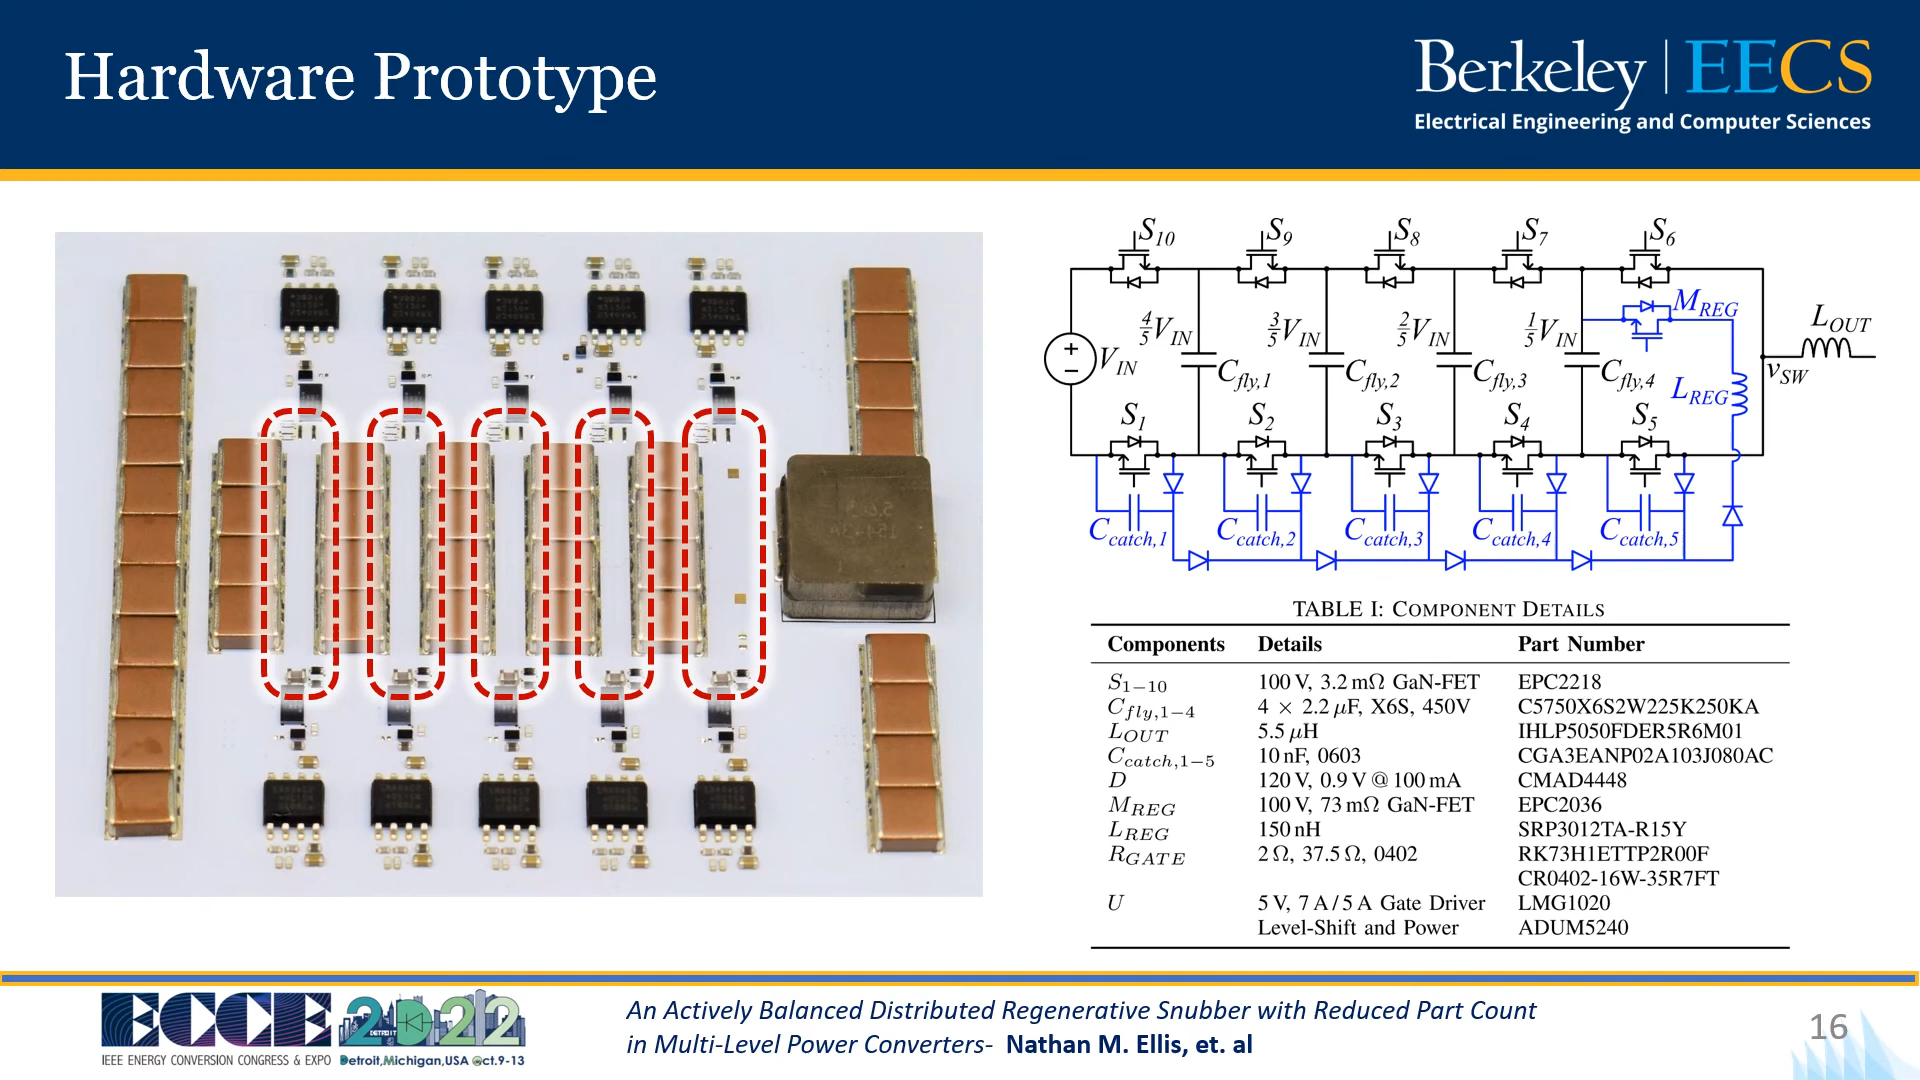 Hardware Prototype
Berkeley | EECS
Electrical Engineering and Computer Sciences
S10 S9 S8 S7 S6
MREG
LOUT
4/5 VIN 3/5 VIN 2/5 VIN 1/5 VIN
+
−
VIN
Cfly,1 Cfly,2 Cfly,3 Cfly,4
LREG
vSW
S1 S2 S3 S4 S5
Ccatch,1 Ccatch,2 Ccatch,3 Ccatch,4 Ccatch,5
TABLE I: COMPONENT DETAILS
Components Details Part Number
S1−10 100 V, 3.2 mΩ GaN-FET EPC2218
Cfly,1−4 4 × 2.2 µF, X6S, 450V C5750X6S2W225K250KA
LOUT 5.5 µH IHLP5050FDER5R6M01
Ccatch,1−5 10 nF, 0603 CGA3EANP02A103J080AC
D 120 V, 0.9 V @ 100 mA CMAD4448
MREG 100 V, 73 mΩ GaN-FET EPC2036
LREG 150 nH SRP3012TA-R15Y
RGATE 2 Ω, 37.5 Ω, 0402 RK73H1ETTP2R00F
CR0402-16W-35R7FT
U 5 V, 7 A / 5 A Gate Driver LMG1020
Level-Shift and Power ADUM5240
ECCE 2022
DETROIT
IEEE ENERGY CONVERSION CONGRESS & EXPO Detroit,Michigan,USA Oct.9-13
An Actively Balanced Distributed Regenerative Snubber with Reduced Part Count
in Multi-Level Power Converters- Nathan M. Ellis, et. al
16